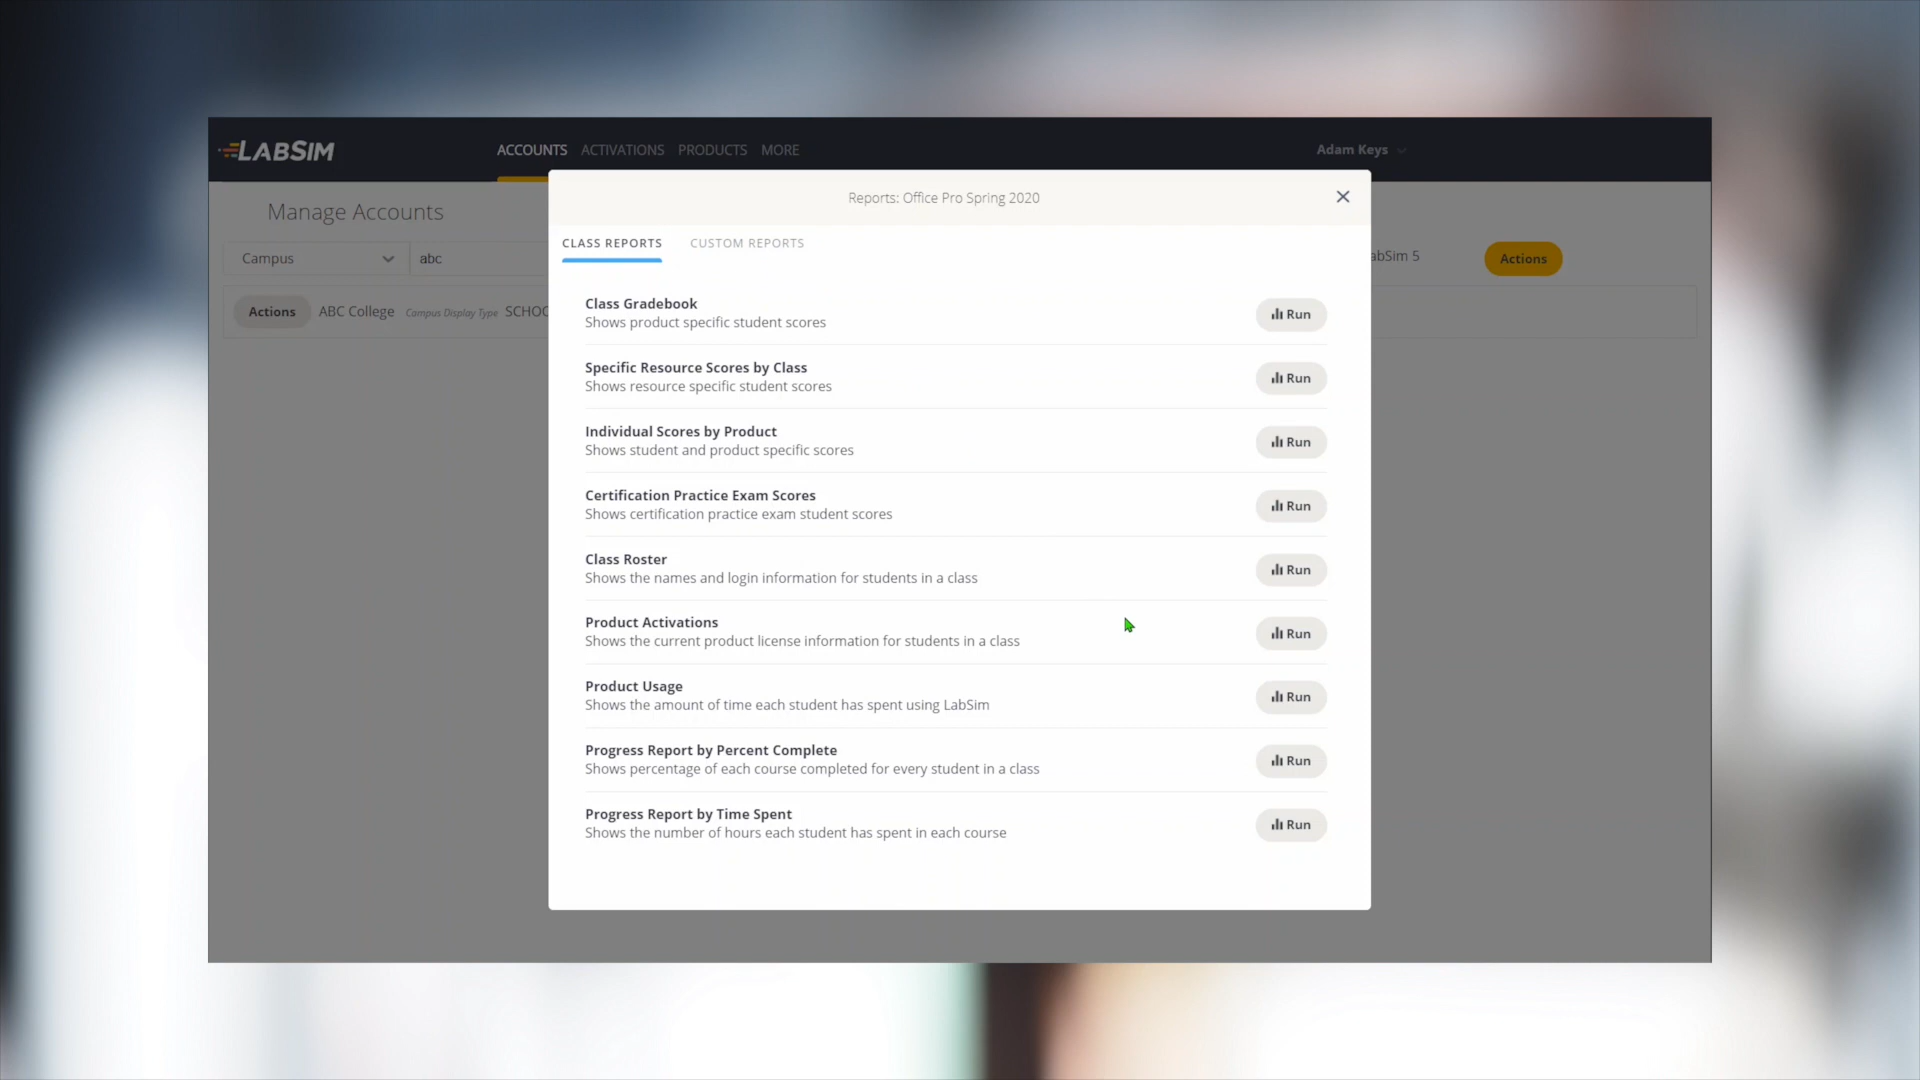 LABSIM
ACCOUNTS ACTIVATIONS PRODUCTS MORE
Adam Keys
Manage Accounts
Campus
abc
abSim 5
Actions
Actions ABC College Campus Display Type SCHOO
Reports: Office Pro Spring 2020
CLASS REPORTS CUSTOM REPORTS
Class Gradebook
Shows product specific student scores
Run
Specific Resource Scores by Class
Shows resource specific student scores
Run
Individual Scores by Product
Shows student and product specific scores
Run
Certification Practice Exam Scores
Shows certification practice exam student scores
Run
Class Roster
Shows the names and login information for students in a class
Run
Product Activations
Shows the current product license information for students in a class
Run
Product Usage
Shows the amount of time each student has spent using LabSim
Run
Progress Report by Percent Complete
Shows percentage of each course completed for every student in a class
Run
Progress Report by Time Spent
Shows the number of hours each student has spent in each course
Run